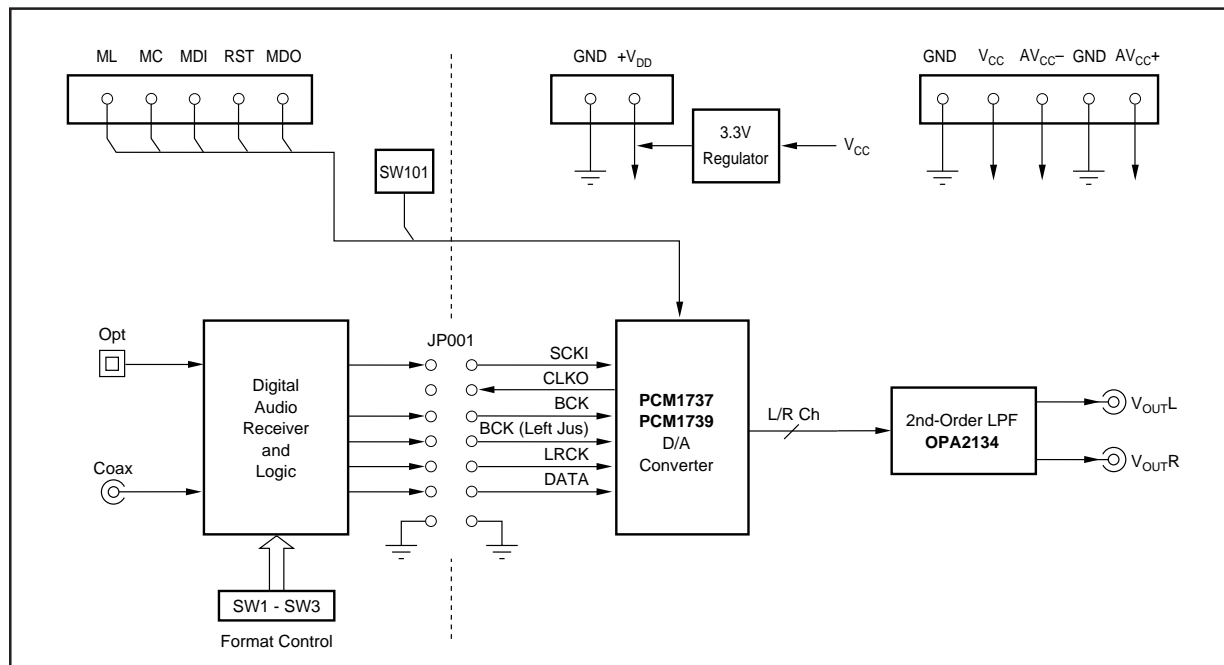 ML MC MDI RST MDO
GND +VDD
GND VCC AVCC– GND AVCC+
3.3V
Regulator
VCC
SW101
Opt
Coax
Digital
Audio
Receiver
and
Logic
JP001
SCKI
CLKO
BCK
BCK (Left Jus)
LRCK
DATA
PCM1737
PCM1739
D/A
Converter
L/R Ch
2nd-Order LPF
OPA2134
VOUTL
VOUTR
SW1 - SW3
Format Control